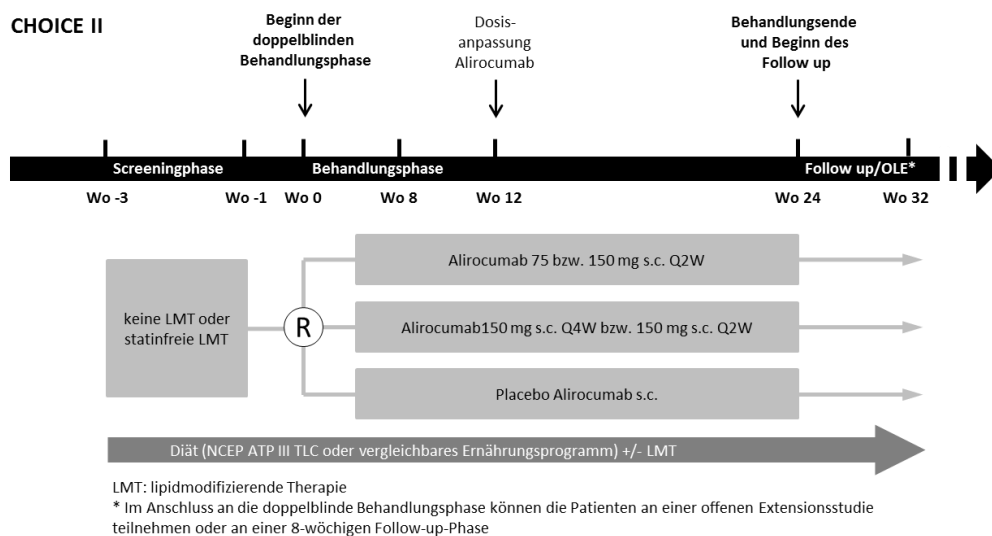 CHOICE II
Beginn der
doppelblinden
Behandlungsphase
Dosis-
anpassung
Alirocumab
Behandlungsende
und Beginn des
Follow up
Screeningphase
Behandlungsphase
Follow up/OLE*
Wo -3
Wo -1
Wo 0
Wo 8
Wo 12
Wo 24
Wo 32
keine LMT oder
statinfreie LMT
R
Alirocumab 75 bzw. 150 mg s.c. Q2W
Alirocumab150 mg s.c. Q4W bzw. 150 mg s.c. Q2W
Placebo Alirocumab s.c.
Diät (NCEP ATP III TLC oder vergleichbares Ernährungsprogramm) +/- LMT
LMT: lipidmodifizierende Therapie
* Im Anschluss an die doppelblinde Behandlungsphase können die Patienten an einer offenen Extensionsstudie
teilnehmen oder an einer 8-wöchigen Follow-up-Phase